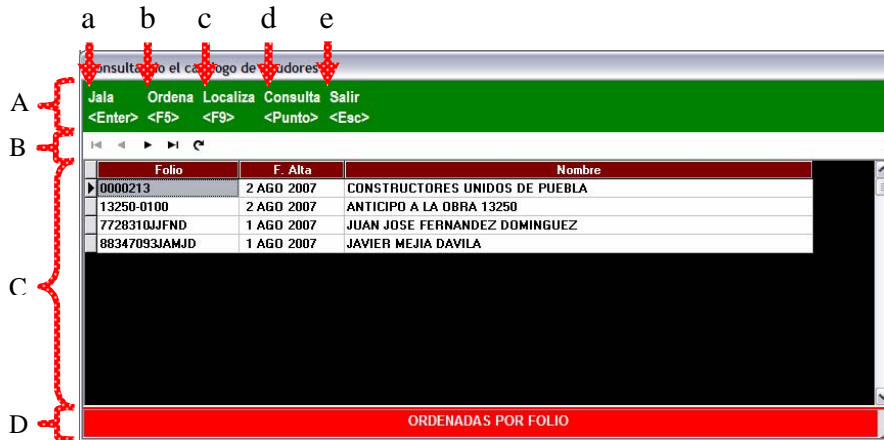 a b c d e
A
B
C
D
Jala Ordena Localiza Consulta Salir
<Enter> <F5> <F9> <Punto> <Esc>
Folio F. Alta Nombre
0000213 2 AGO 2007 CONSTRUCTORES UNIDOS DE PUEBLA
13250-0100 2 AGO 2007 ANTICIPO A LA OBRA 13250
7728310JJFND 1 AGO 2007 JUAN JOSE FERNANDEZ DOMINGUEZ
88347093JAMJD 1 AGO 2007 JAVIER MEJIA DAVILA
ORDENADAS POR FOLIO